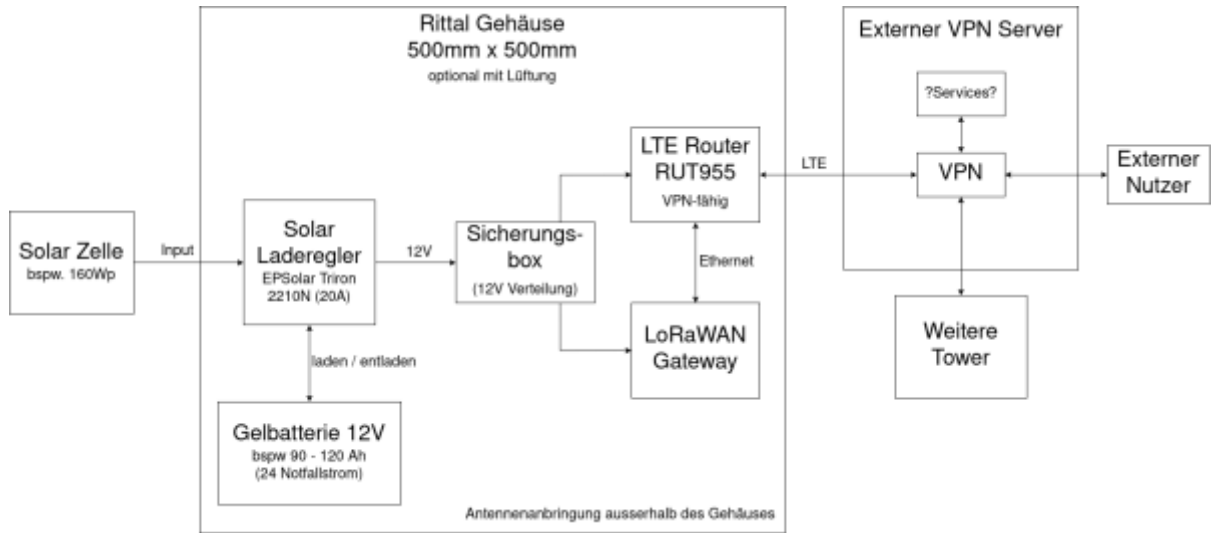 Rittal Gehäuse
500mm x 500mm
optional mit Lüftung
Externer VPN Server
?Services?
LTE Router
RUT955
VPN-fähig
LTE
VPN
Externer
Nutzer
Solar Zelle
bspw. 160Wp
Input
Solar
Laderegler
EPSolar Triron
2210N (20A)
12V
Sicherungs-
box
(12V Verteilung)
Ethernet
LoRaWAN
Gateway
Weitere
Tower
laden / entladen
Gelbatterie 12V
bspw 90 - 120 Ah
(24 Notfallstrom)
Antennenanbringung ausserhalb des Gehäuses